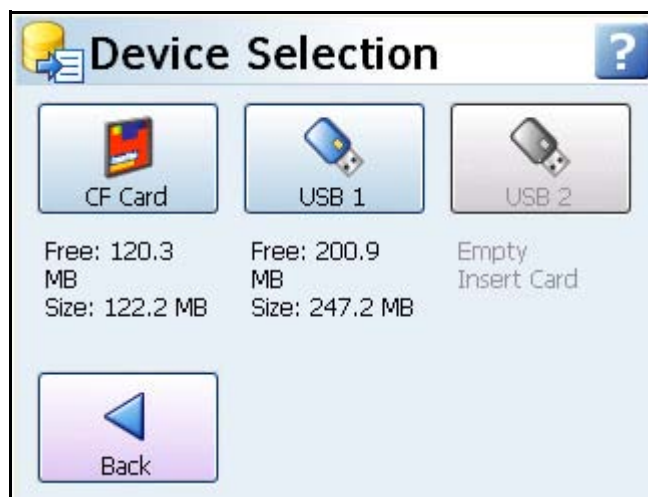 Device Selection
?
CF Card
USB 1
USB 2
Free: 120.3
MB
Size: 122.2 MB
Free: 200.9
MB
Size: 247.2 MB
Empty
Insert Card
Back